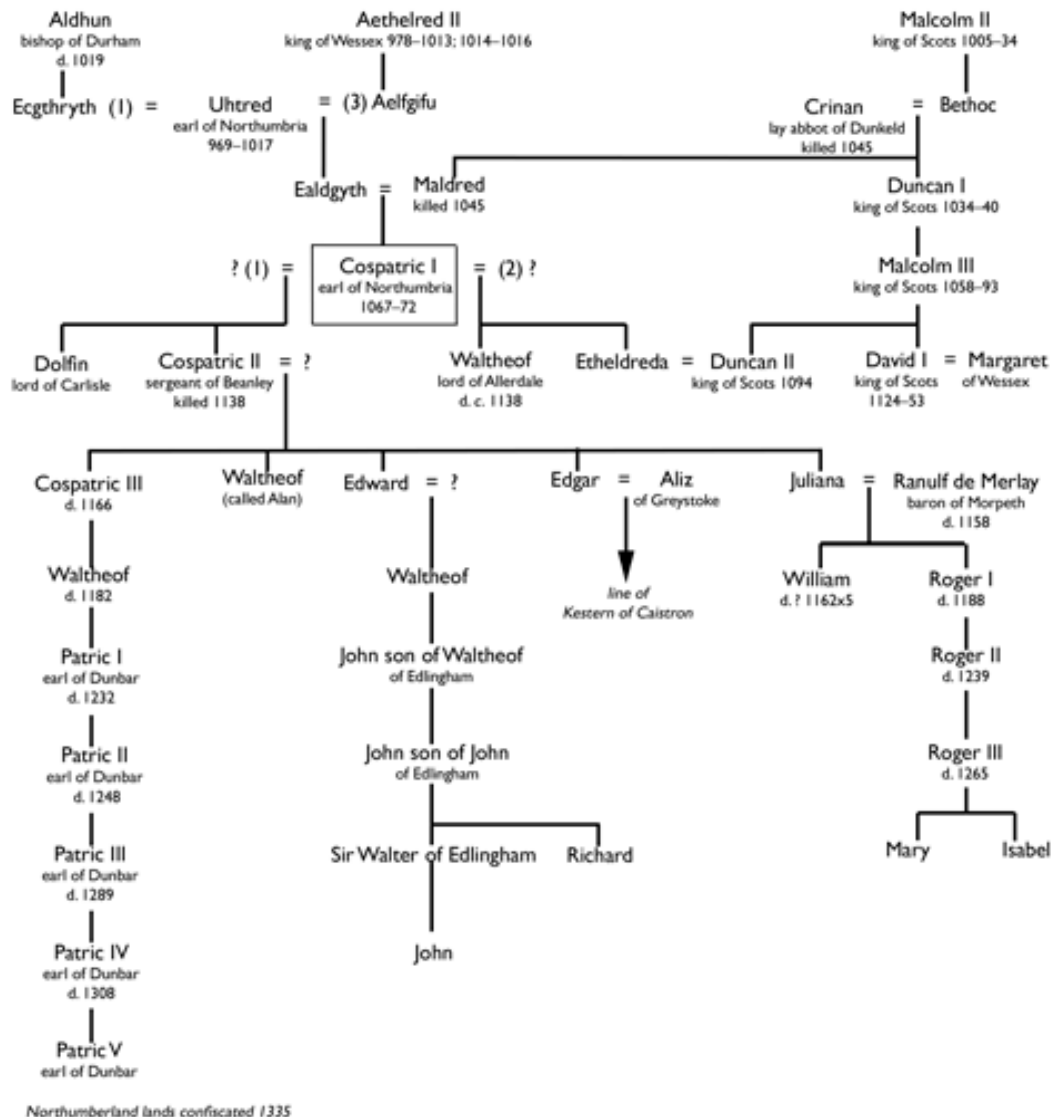 Aldhun
bishop of Durham
d. 1019
Aethelred II
king of Wessex 978–1013; 1014–1016
Malcolm II
king of Scots 1005–34
Ecgthryth (1) =
Uhtred
earl of Northumbria
969–1017
= (3) Aelfgifu
Crinan
lay abbot of Dunkeld
killed 1045
= Bethoc
Ealdgyth =
Maldred
killed 1045
Duncan I
king of Scots 1034–40
? (1) =
Cospatric I
earl of Northumbria
1067–72
= (2) ?
Malcolm III
king of Scots 1058–93
Dolfin
lord of Carlisle
Cospatric II = ?
sergeant of Beanley
killed 1138
Waltheof
lord of Allerdale
d. c. 1138
Etheldreda =
Duncan II
king of Scots 1094
David I
king of Scots
1124–53
= Margaret
of Wessex
Cospatric III
d. 1166
Waltheof
(called Alan)
Edward = ?
Edgar =
Aliz
of Greystoke
Juliana =
Ranulf de Merlay
baron of Morpeth
d. 1158
Waltheof
d. 1182
Waltheof
line of
Kestern of Caistron
William
d. ? 1162x5
Roger I
d. 1188
Patric I
earl of Dunbar
d. 1232
John son of Waltheof
of Edlingham
Roger II
d. 1239
Patric II
earl of Dunbar
d. 1248
John son of John
of Edlingham
Roger III
d. 1265
Patric III
earl of Dunbar
d. 1289
Sir Walter of Edlingham
Richard
Mary
Isabel
Patric IV
earl of Dunbar
d. 1308
John
Patric V
earl of Dunbar
Northumberland lands confiscated 1335